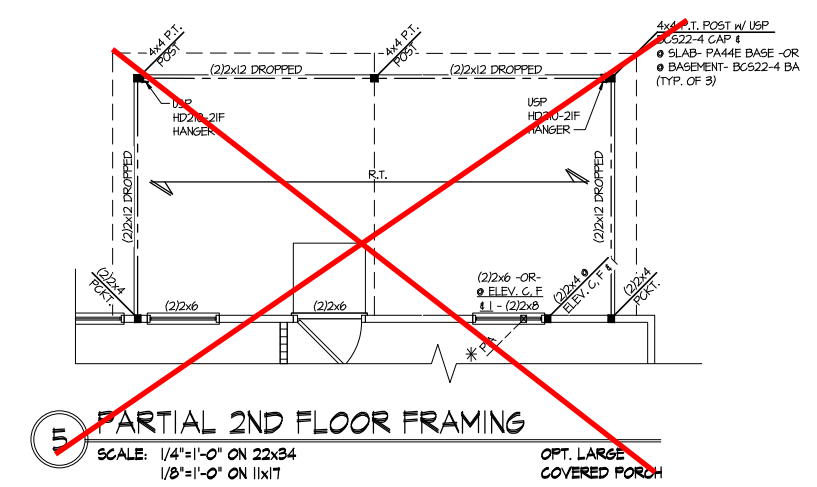 4x4 P.T.
POST
4x4 P.T.
POST
4x4 P.T. POST W/ USP
BCS22-4 CAP &
@ SLAB- PA44E BASE -OR
@ BASEMENT- BCS22-4 BA
(TYP. OF 3)
(2)2x12 DROPPED
(2)2x12 DROPPED
USP
HD210-2IF
HANGER
USP
HD210-2IF
HANGER
(2)2x12 DROPPED
R.T.
(2)2x12 DROPPED
(2)2x4
PCKT.
(2)2x6
(2)2x6
(2)2x6 -OR-
@ ELEV. C, F
& I - (2)2x8
(2)2x4 @
ELEV. C, F & I
(2)2x4
PCKT.
5
PARTIAL 2ND FLOOR FRAMING
SCALE: 1/4"=1'-0" ON 22x34
1/8"=1'-0" ON 11x17
OPT. LARGE
COVERED PORCH